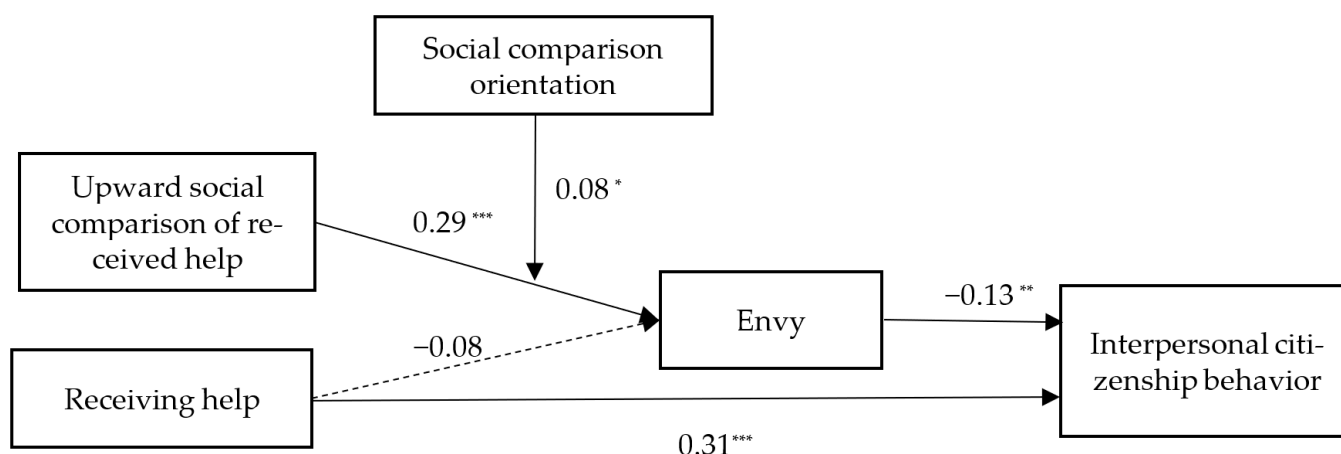 Social comparison
orientation
Upward social
comparison of re-
ceived help
0.29 ***
0.08 *
Envy
−0.13 **
Interpersonal citi-
zenship behavior
−0.08
Receiving help
0.31***